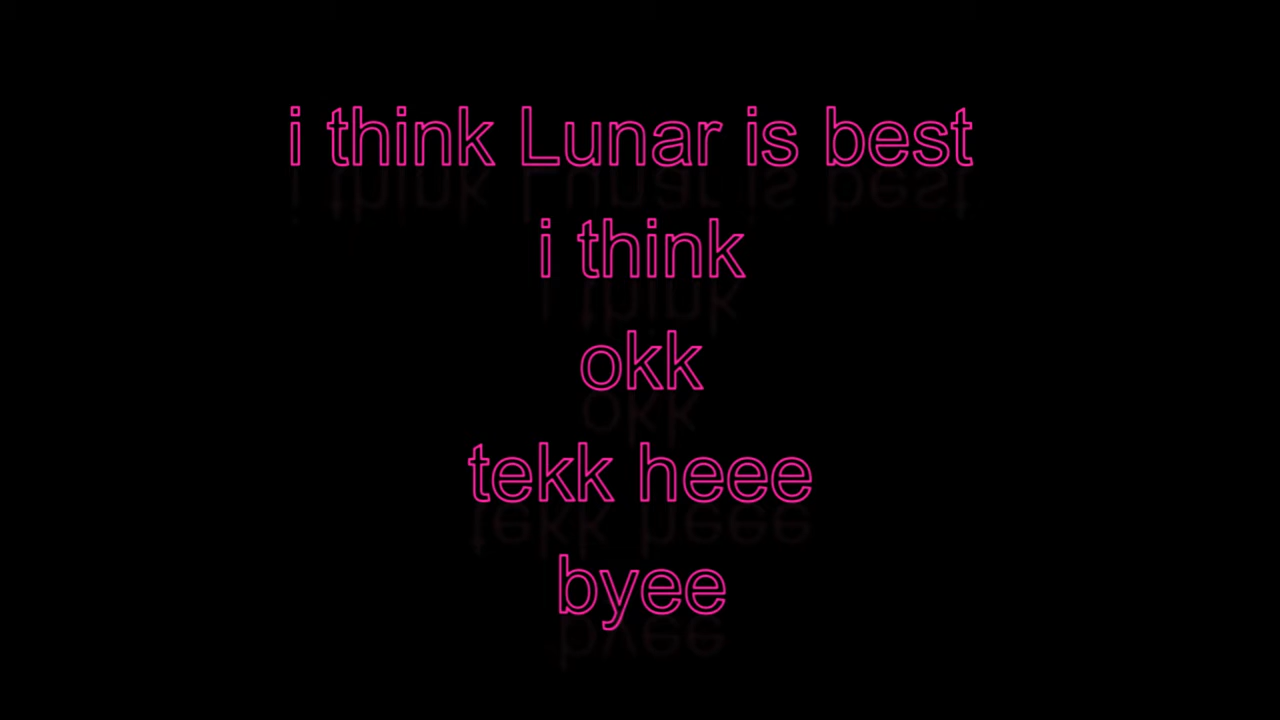 i think Lunar is best
i think
okk
tekk heee
byee